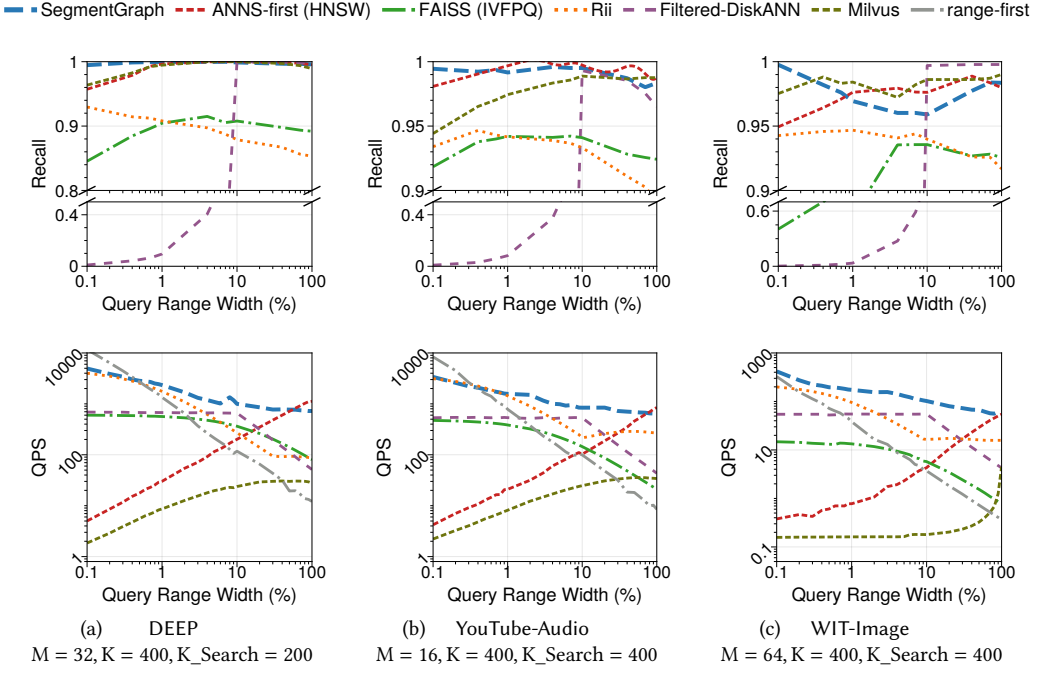 SegmentGraph ANNS-first (HNSW) FAISS (IVFPQ) Rii Filtered-DiskANN Milvus range-first
1 1 1
Recall 0.9 Recall 0.95 Recall 0.95
0.8 0.9 0.9
0.4 0.4 0.6
0 0 0
0.1 1 10 100 0.1 1 10 100 0.1 1 10 100
Query Range Width (%) Query Range Width (%) Query Range Width (%)
10000 10000 1000
QPS 100 QPS 100 QPS 10
1 1 0.1
0.1 1 10 100 0.1 1 10 100 0.1 1 10 100
Query Range Width (%) Query Range Width (%) Query Range Width (%)
(a) DEEP (b) YouTube-Audio (c) WIT-Image
M = 32, K = 400, K_Search = 200 M = 16, K = 400, K_Search = 400 M = 64, K = 400, K_Search = 400